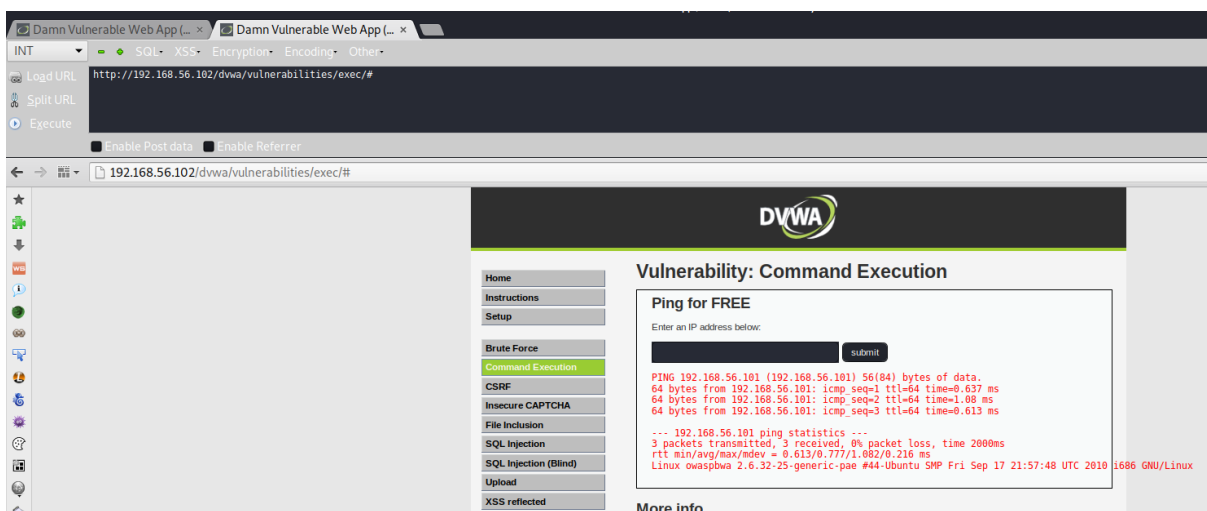 Damn Vulnerable Web App (... × Damn Vulnerable Web App (... ×
INT SQL- XSS- Encryption- Encoding- Other-
Load URL http://192.168.56.102/dvwa/vulnerabilities/exec/#
Split URL
Execute
Enable Post data Enable Referrer
192.168.56.102/dvwa/vulnerabilities/exec/#
DVWA
Home
Instructions
Setup
Brute Force
Command Execution
CSRF
Insecure CAPTCHA
File Inclusion
SQL Injection
SQL Injection (Blind)
Upload
XSS reflected
Vulnerability: Command Execution
Ping for FREE
Enter an IP address below:
submit
PING 192.168.56.101 (192.168.56.101) 56(84) bytes of data.
64 bytes from 192.168.56.101: icmp_seq=1 ttl=64 time=0.637 ms
64 bytes from 192.168.56.101: icmp_seq=2 ttl=64 time=1.08 ms
64 bytes from 192.168.56.101: icmp_seq=3 ttl=64 time=0.613 ms
--- 192.168.56.101 ping statistics ---
3 packets transmitted, 3 received, 0% packet loss, time 2000ms
rtt min/avg/max/mdev = 0.613/0.777/1.082/0.216 ms
Linux owaspbwa 2.6.32-25-generic-pae #44-Ubuntu SMP Fri Sep 17 21:57:48 UTC 2010 i686 GNU/Linux
More info